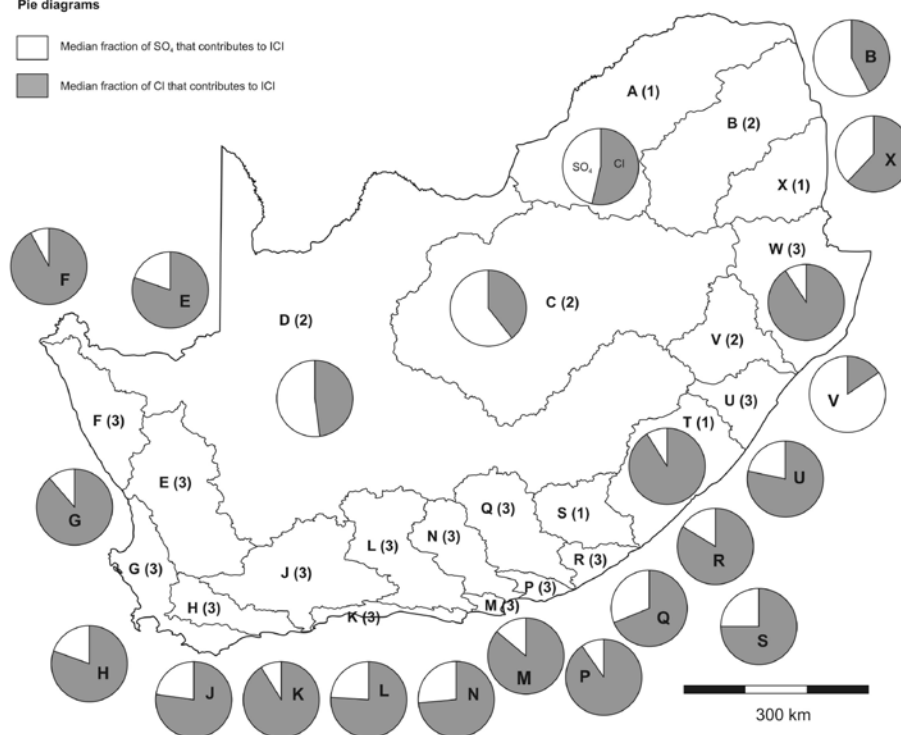 Pie diagrams
Median fraction of SO₄ that contributes to ICI
Median fraction of Cl that contributes to ICI
B
A (1)
B (2)
SO₄ Cl
X
X (1)
W (3)
F
E
C (2)
D (2)
V (2)
V
U (3)
F (3)
T (1)
E (3)
U
G
Q (3)
S (1)
N (3)
L (3)
R
R (3)
G (3)
J (3)
P (3)
H (3)
M (3)
K (3)
Q
S
H
M
P
J
K
L
N
300 km